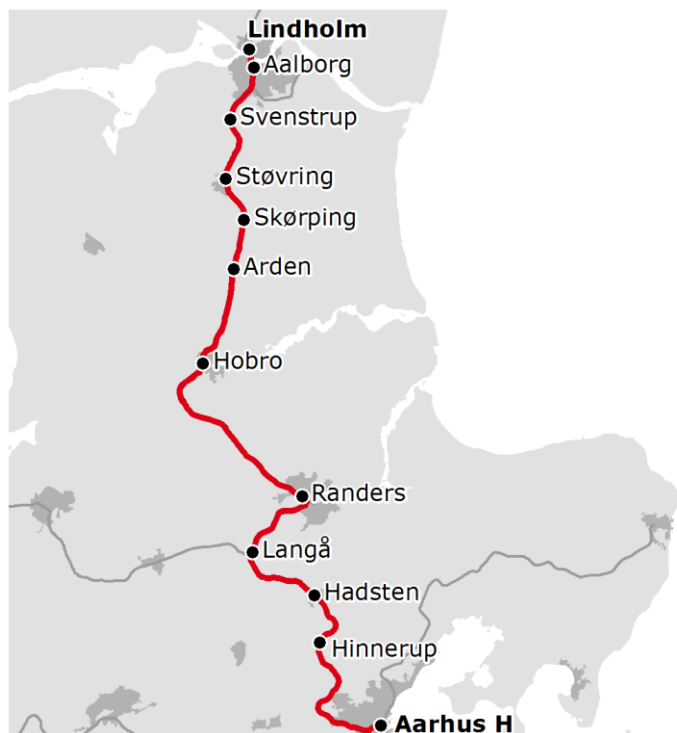 Lindholm
Aalborg
Svenstrup
Støvring
Skørping
Arden
Hobro
Randers
Langå
Hadsten
Hinnerup
Aarhus H